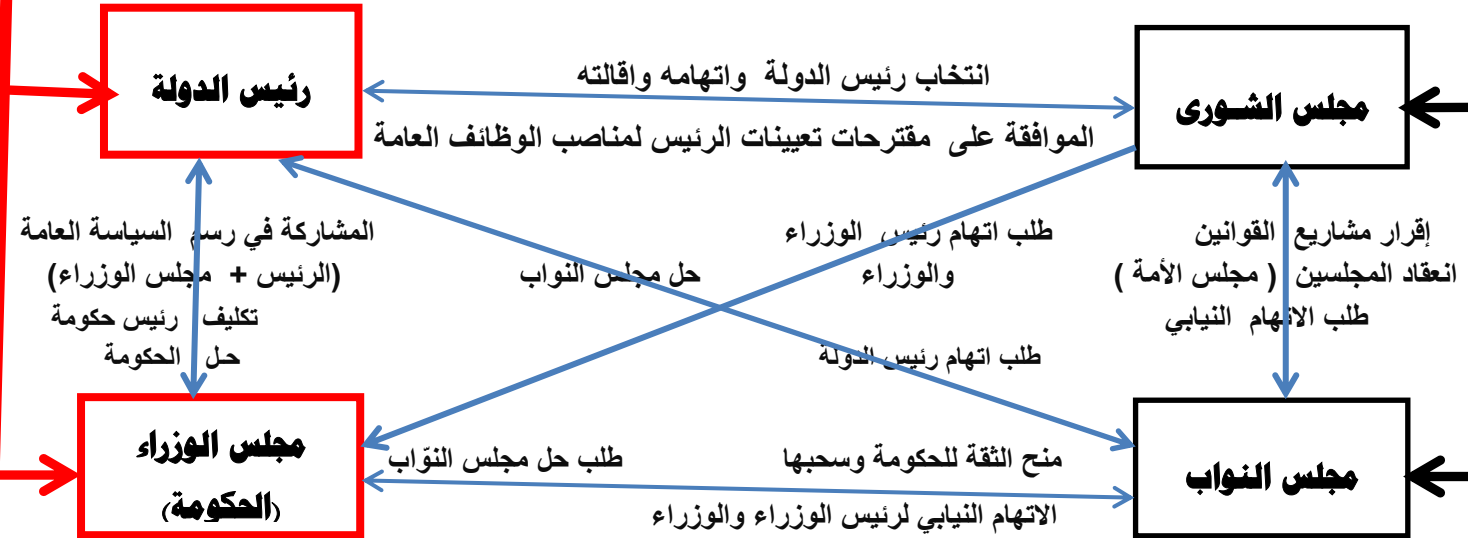 رئيس الدولة
انتخاب رئيس الدولة واتهامه واقالته
مجلس الشورى
الموافقة على مقترحات تعيينات الرئيس لمناصب الوظائف العامة
المشاركة في رسم السياسة العامة
(الرئيس + مجلس الوزراء)
تكليف رئيس حكومة
حل الحكومة
طلب اتهام رئيس الوزراء
والوزراء
حل مجلس النواب
طلب اتهام رئيس الدولة
إقرار مشاريع القوانين
انعقاد المجلسين ( مجلس الأمة )
طلب الاتهام النيابي
مجلس الوزراء
(الحكومة)
منح الثقة للحكومة وسحبها
طلب حل مجلس النوّاب
الاتهام النيابي لرئيس الوزراء والوزراء
مجلس النواب